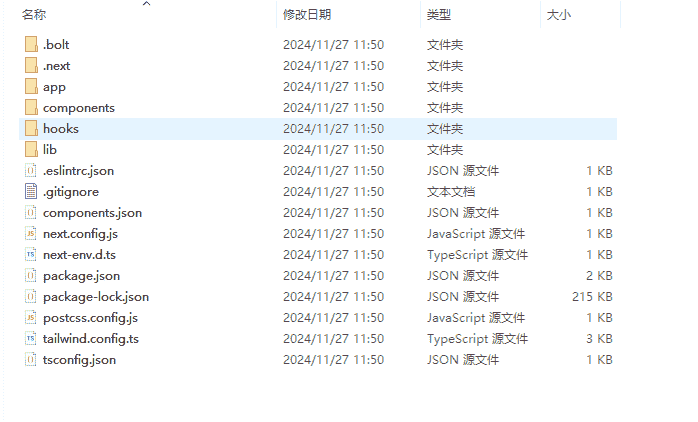 名称 修改日期 类型 大小
.bolt 2024/11/27 11:50 文件夹
.next 2024/11/27 11:50 文件夹
app 2024/11/27 11:50 文件夹
components 2024/11/27 11:50 文件夹
hooks 2024/11/27 11:50 文件夹
lib 2024/11/27 11:50 文件夹
.eslintrc.json 2024/11/27 11:50 JSON 源文件 1 KB
.gitignore 2024/11/27 11:50 文本文档 1 KB
components.json 2024/11/27 11:50 JSON 源文件 1 KB
next.config.js 2024/11/27 11:50 JavaScript 源文件 1 KB
next-env.d.ts 2024/11/27 11:50 TypeScript 源文件 1 KB
package.json 2024/11/27 11:50 JSON 源文件 2 KB
package-lock.json 2024/11/27 11:50 JSON 源文件 215 KB
postcss.config.js 2024/11/27 11:50 JavaScript 源文件 1 KB
tailwind.config.ts 2024/11/27 11:50 TypeScript 源文件 3 KB
tsconfig.json 2024/11/27 11:50 JSON 源文件 1 KB